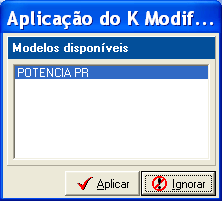 Aplicação do K Modif...
Modelos disponíveis
POTENCIA PR
Aplicar
Ignorar